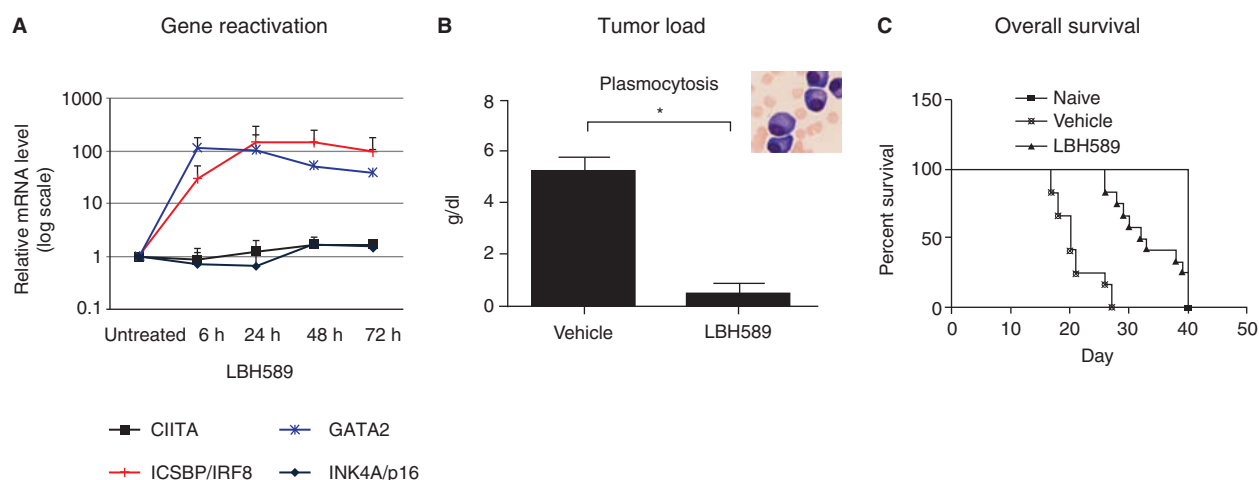 A Gene reactivation
Relative mRNA level
(log scale)
1000
100
10
1
0.1
Untreated 6 h 24 h 48 h 72 h
LBH589
CIITA GATA2
ICSBP/IRF8 INK4A/p16
B Tumor load
Plasmocytosis
*
g/dl
8
6
4
2
0
Vehicle LBH589
C Overall survival
Naive
Vehicle
LBH589
Percent survival
150
100
50
0
0 10 20 30 40 50
Day